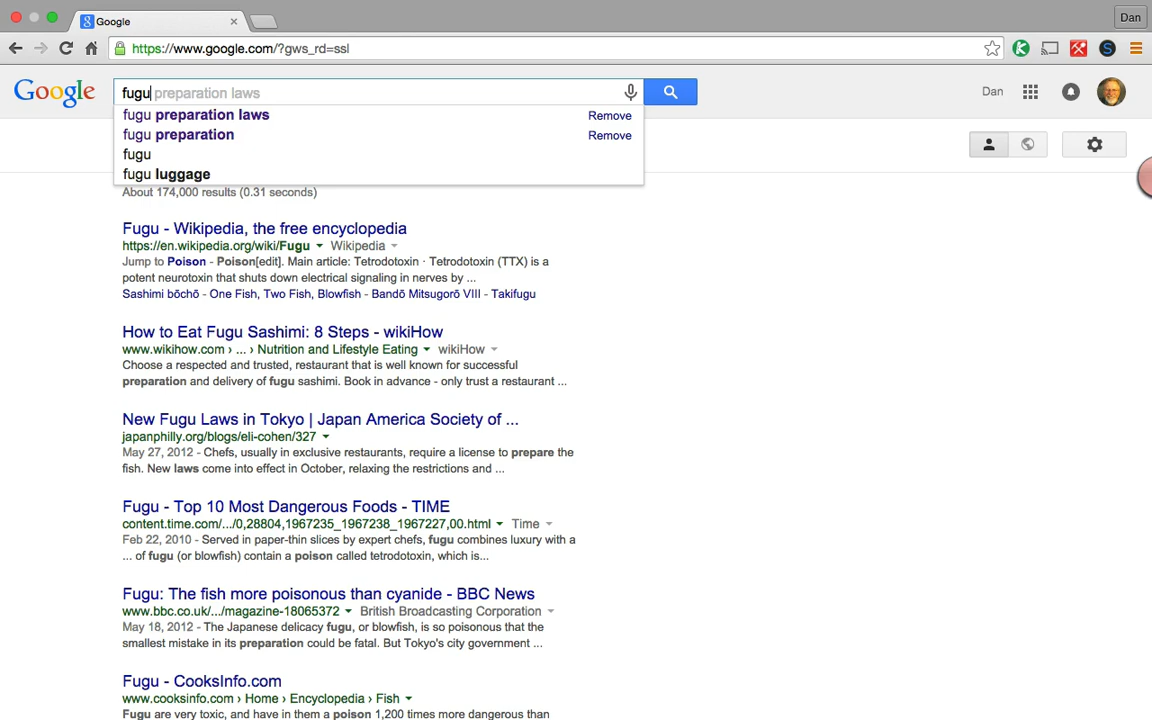 Google
Dan
https://www.google.com/?gws_rd=ssl
Google
fugu preparation laws
Dan
fugu preparation laws Remove
fugu preparation Remove
fugu
fugu luggage
About 174,000 results (0.31 seconds)
Fugu - Wikipedia, the free encyclopedia
https://en.wikipedia.org/wiki/Fugu Wikipedia
Jump to Poison - Poison[edit]. Main article: Tetrodotoxin · Tetrodotoxin (TTX) is a
potent neurotoxin that shuts down electrical signaling in nerves by ...
Sashimi bōchō - One Fish, Two Fish, Blowfish - Bandō Mitsugorō VIII - Takifugu
How to Eat Fugu Sashimi: 8 Steps - wikiHow
www.wikihow.com › ... › Nutrition and Lifestyle Eating wikiHow
Choose a respected and trusted, restaurant that is well known for successful
preparation and delivery of fugu sashimi. Book in advance - only trust a restaurant ...
New Fugu Laws in Tokyo | Japan America Society of ...
japanphilly.org/blogs/eli-cohen/327
May 27, 2012 - Chefs, usually in exclusive restaurants, require a license to prepare the
fish. New laws come into effect in October, relaxing the restrictions and ...
Fugu - Top 10 Most Dangerous Foods - TIME
content.time.com/.../0,28804,1967235_1967238_1967227,00.html Time
Feb 22, 2010 - Served in paper-thin slices by expert chefs, fugu combines luxury with a
... of fugu (or blowfish) contain a poison called tetrodotoxin, which is...
Fugu: The fish more poisonous than cyanide - BBC News
www.bbc.co.uk/.../magazine-18065372 British Broadcasting Corporation
May 18, 2012 - The Japanese delicacy fugu, or blowfish, is so poisonous that the
smallest mistake in its preparation could be fatal. But Tokyo's city government ...
Fugu - CooksInfo.com
www.cooksinfo.com › Home › Encyclopedia › Fish
Fugu are very toxic, and have in them a poison 1,200 times more dangerous than